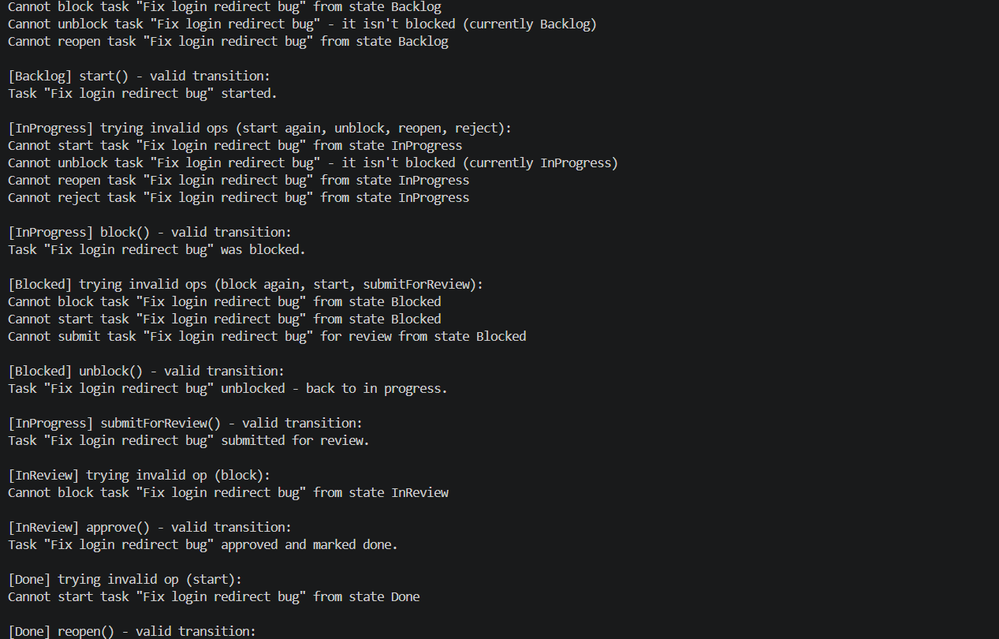 Cannot block task "Fix login redirect bug" from state Backlog
Cannot unblock task "Fix login redirect bug" - it isn't blocked (currently Backlog)
Cannot reopen task "Fix login redirect bug" from state Backlog

[Backlog] start() - valid transition:
Task "Fix login redirect bug" started.

[InProgress] trying invalid ops (start again, unblock, reopen, reject):
Cannot start task "Fix login redirect bug" from state InProgress
Cannot unblock task "Fix login redirect bug" - it isn't blocked (currently InProgress)
Cannot reopen task "Fix login redirect bug" from state InProgress
Cannot reject task "Fix login redirect bug" from state InProgress

[InProgress] block() - valid transition:
Task "Fix login redirect bug" was blocked.

[Blocked] trying invalid ops (block again, start, submitForReview):
Cannot block task "Fix login redirect bug" from state Blocked
Cannot start task "Fix login redirect bug" from state Blocked
Cannot submit task "Fix login redirect bug" for review from state Blocked

[Blocked] unblock() - valid transition:
Task "Fix login redirect bug" unblocked - back to in progress.

[InProgress] submitForReview() - valid transition:
Task "Fix login redirect bug" submitted for review.

[InReview] trying invalid op (block):
Cannot block task "Fix login redirect bug" from state InReview

[InReview] approve() - valid transition:
Task "Fix login redirect bug" approved and marked done.

[Done] trying invalid op (start):
Cannot start task "Fix login redirect bug" from state Done

[Done] reopen() - valid transition: